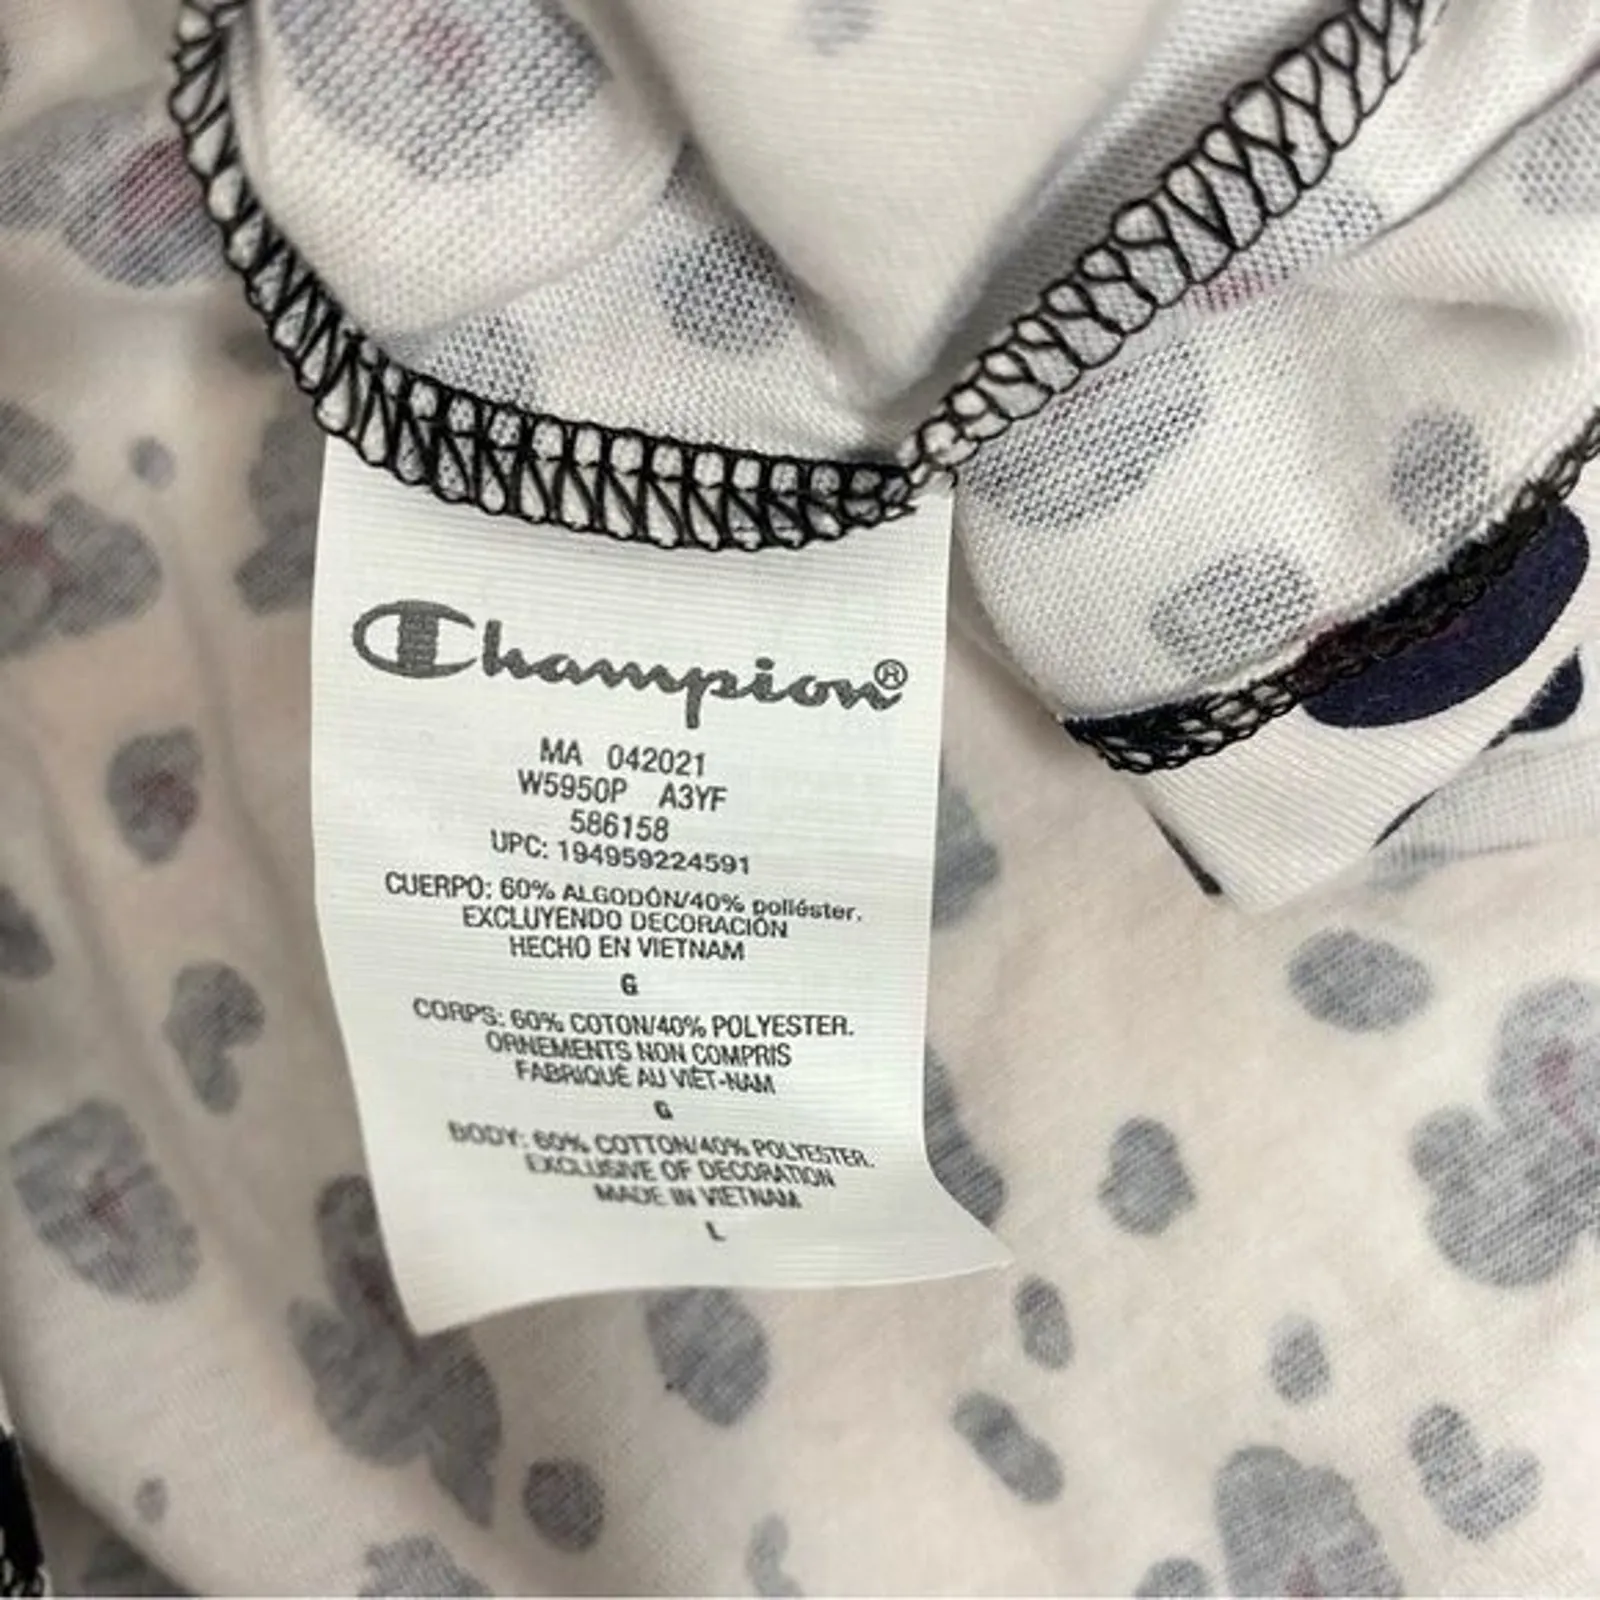 Champion®
MA 042021
W5950P A3YF
586158
UPC: 194959224591
CUERPO: 60% ALGODÓN/40% poliéster.
EXCLUYENDO DECORACIÓN
HECHO EN VIETNAM
G
CORPS: 60% COTON/40% POLYESTER.
ORNEMENTS NON COMPRIS
FABRIQUÉ AU VIÊT-NAM
G
BODY: 60% COTTON/40% POLYESTER.
EXCLUSIVE OF DECORATION
MADE IN VIETNAM
L